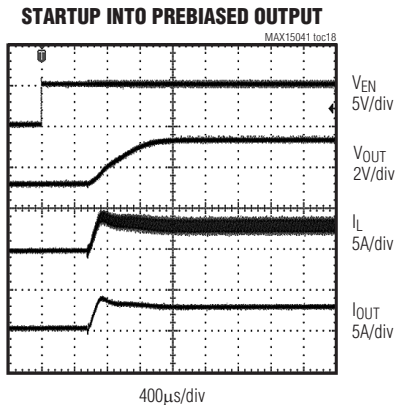 STARTUP INTO PREBIASED OUTPUT
MAX15041 toc18
VEN
5V/div
VOUT
2V/div
IL
5A/div
IOUT
5A/div
400µs/div